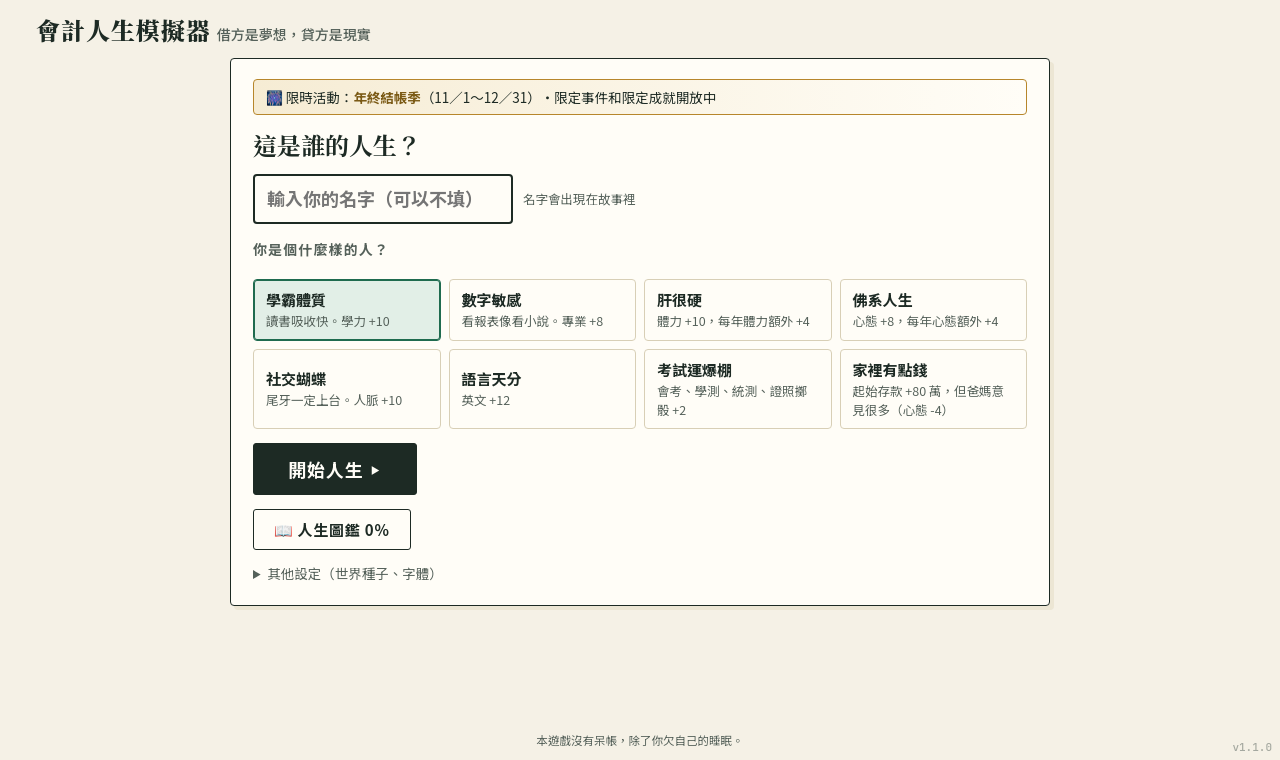 會計人生模擬器 借方是夢想，貸方是現實
🎆 限時活動：年終結帳季（11／1～12／31）・限定事件和限定成就開放中
這是誰的人生？
輸入你的名字（可以不填） 名字會出現在故事裡
你是個什麼樣的人？
學霸體質
讀書吸收快。學力 +10
數字敏感
看報表像看小說。專業 +8
肝很硬
體力 +10，每年體力額外 +4
佛系人生
心態 +8，每年心態額外 +4
社交蝴蝶
尾牙一定上台。人脈 +10
語言天分
英文 +12
考試運爆棚
會考、學測、統測、證照擲
骰 +2
家裡有點錢
起始存款 +80 萬，但爸媽意
見很多（心態 -4）
開始人生 ▶
📖 人生圖鑑 0%
▶ 其他設定（世界種子、字體）
本遊戲沒有呆帳，除了你欠自己的睡眠。
v1.1.0